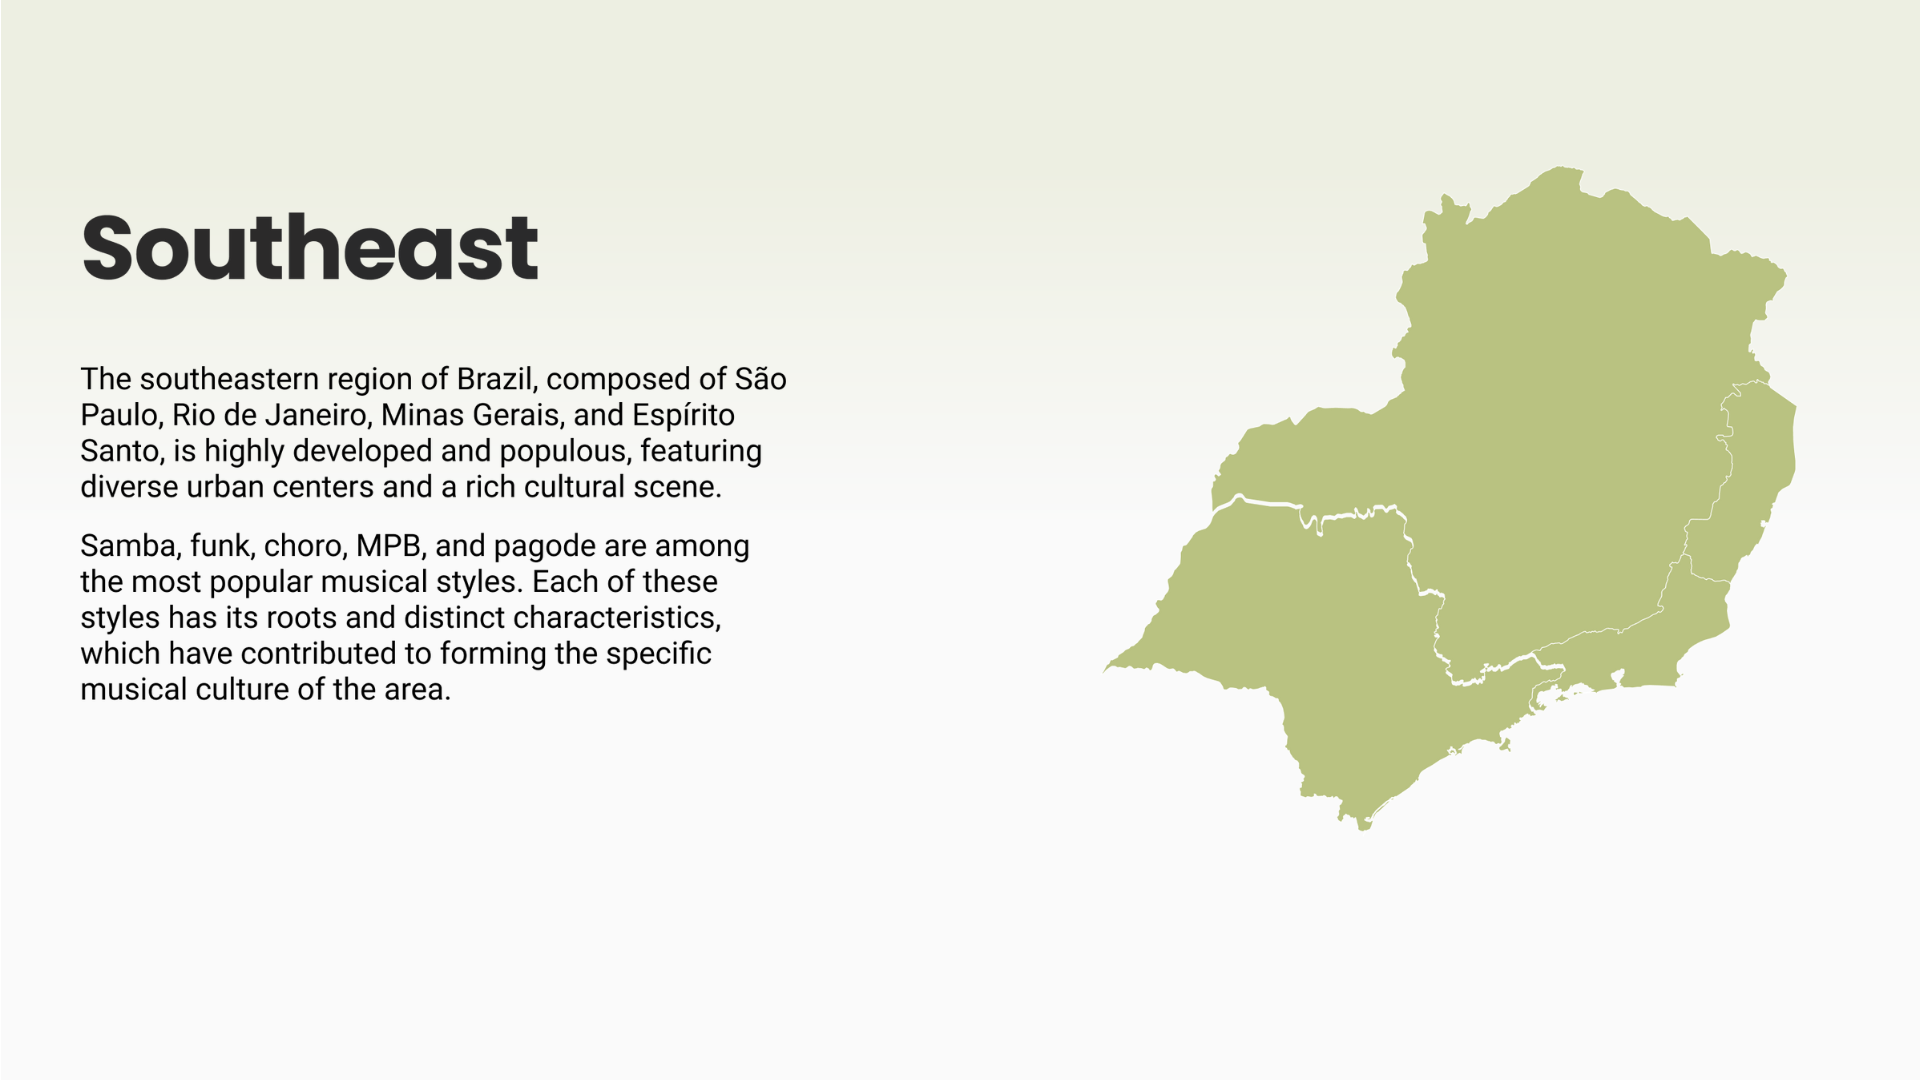 Southeast
The southeastern region of Brazil, composed of São
Paulo, Rio de Janeiro, Minas Gerais, and Espírito
Santo, is highly developed and populous, featuring
diverse urban centers and a rich cultural scene.
Samba, funk, choro, MPB, and pagode are among
the most popular musical styles. Each of these
styles has its roots and distinct characteristics,
which have contributed to forming the specific
musical culture of the area.